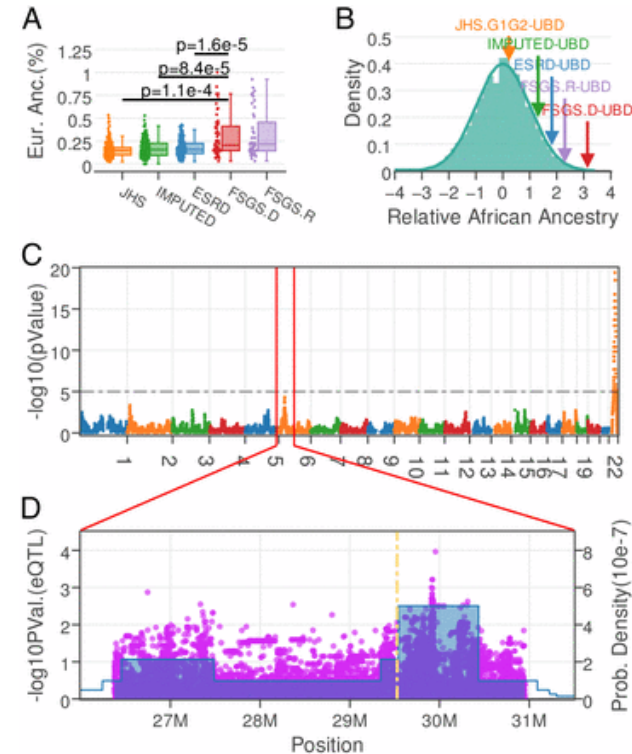 A
Eur. Anc.(%)
1.25
1
0.75
0.5
0.25
0
p=1.6e-5
p=8.4e-5
p=1.1e-4
JHS
IMPUTED
ESRD
FSGS.D
FSGS.R
B
JHS.G1G2-UBD
IMPUTED-UBD
ESRD-UBD
FSGS.R-UBD
FSGS.D-UBD
Density
0.5
0.4
0.3
0.2
0.1
0
−4 −3 −2 −1 0 1 2 3 4
Relative African Ancestry
C
-log10(pValue)
20
15
10
5
0
1 2 3 4 5 6 7 8 9 10 11 12 13 14 15 16 17 19 22
D
-log10PVal.(eQTL)
4
3
2
1
0
Prob. Density(10e-7)
8
6
4
2
0
27M 28M 29M 30M 31M
Position